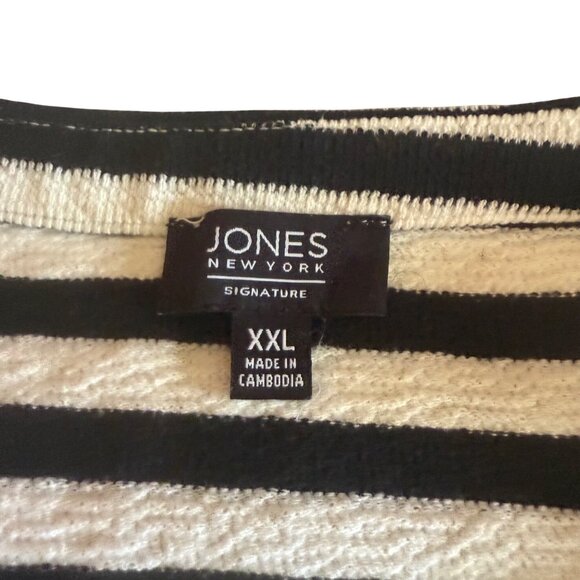 JONES
NEW YORK
SIGNATURE
XXL
MADE IN
CAMBODIA